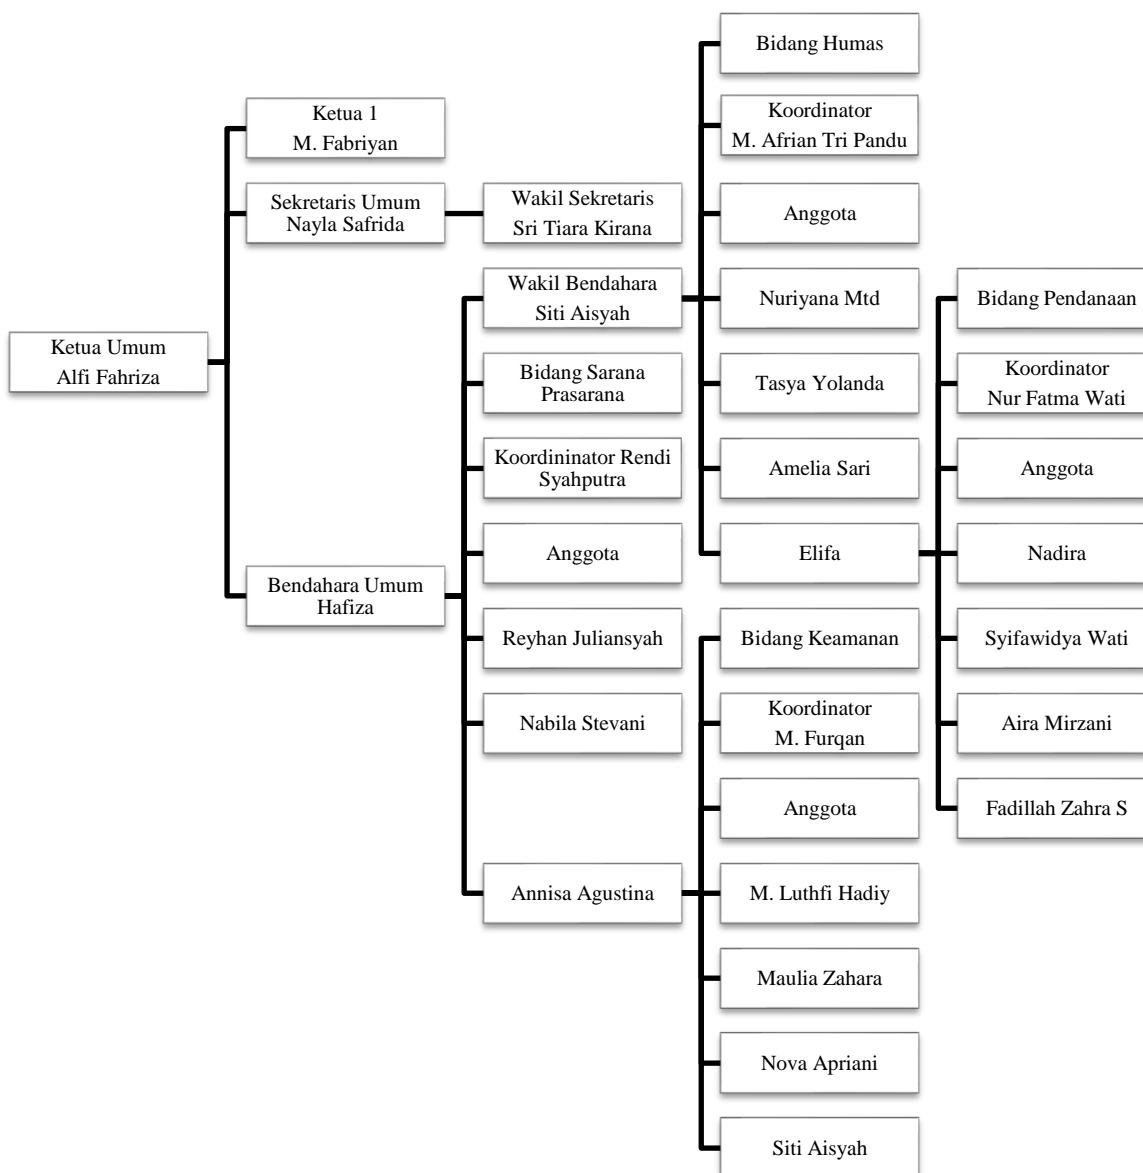 Ketua Umum
Alfi Fahriza
Ketua 1
M. Fabriyan
Sekretaris Umum
Nayla Safrida
Bendahara Umum
Hafiza
Wakil Sekretaris
Sri Tiara Kirana
Wakil Bendahara
Siti Aisyah
Bidang Sarana
Prasarana
Koordininator Rendi
Syahputra
Anggota
Reyhan Juliansyah
Nabila Stevani
Annisa Agustina
Bidang Humas
Koordinator
M. Afrian Tri Pandu
Anggota
Nuriyana Mtd
Tasya Yolanda
Amelia Sari
Elifa
Bidang Keamanan
Koordinator
M. Furqan
Anggota
M. Luthfi Hadiy
Maulia Zahara
Nova Apriani
Siti Aisyah
Bidang Pendanaan
Koordinator
Nur Fatma Wati
Anggota
Nadira
Syifawidya Wati
Aira Mirzani
Fadillah Zahra S